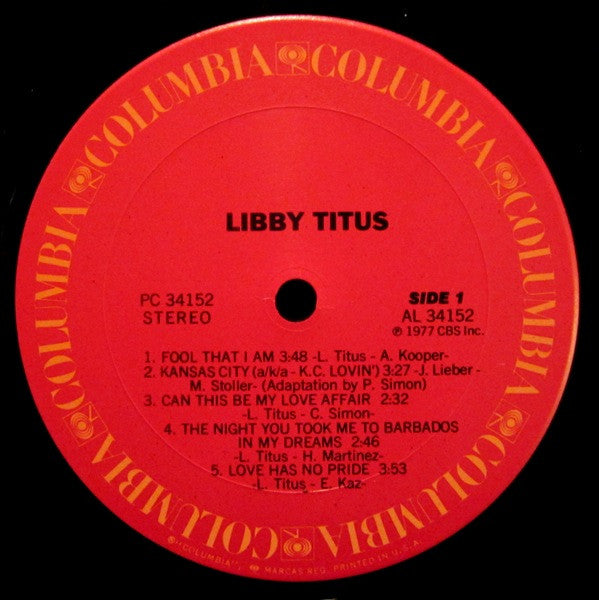 COLUMBIA COLUMBIA COLUMBIA COLUMBIA COLUMBIA COLUMBIA
LIBBY TITUS
PC 34152
STEREO
SIDE 1
AL 34152
℗ 1977 CBS Inc.
1. FOOL THAT I AM 3:48 -L. Titus - A. Kooper-
2. KANSAS CITY (a/k/a - K.C. LOVIN') 3:27 -J. Lieber -
M. Stoller- (Adaptation by P. Simon)
3. CAN THIS BE MY LOVE AFFAIR 2:32
-L. Titus - C. Simon-
4. THE NIGHT YOU TOOK ME TO BARBADOS
IN MY DREAMS 2:46
-L. Titus - H. Martinez-
5. LOVE HAS NO PRIDE 3:53
-L. Titus - E. Kaz-
® "COLUMBIA", MARCAS REG. PRINTED IN U.S.A.